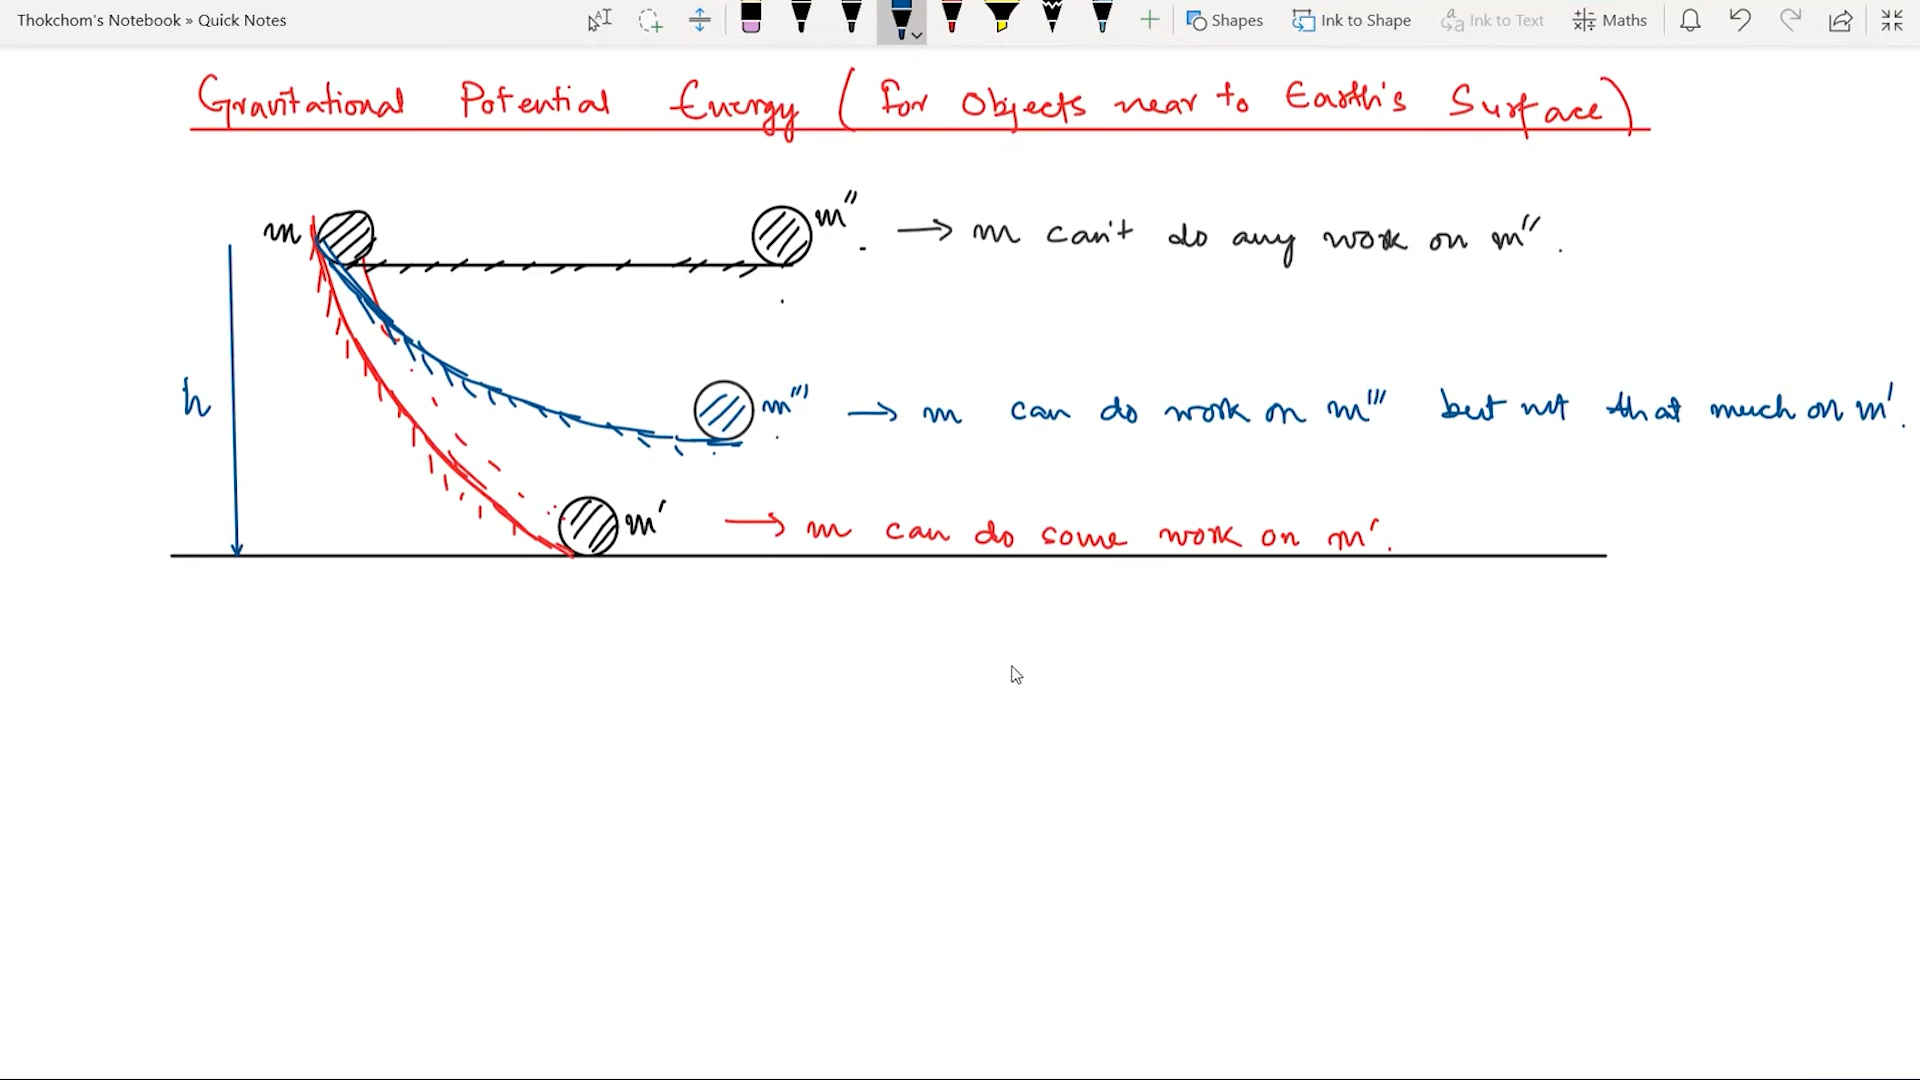 Thokchom's Notebook » Quick Notes
Shapes Ink to Shape Ink to Text Maths
Gravitational Potential Energy (for Objects near to Earth's Surface)
m m'' . → m can't do any work on m'' .
h m''' → m can do work on m''' but not that much on m' .
m' → m can do some work on m' .